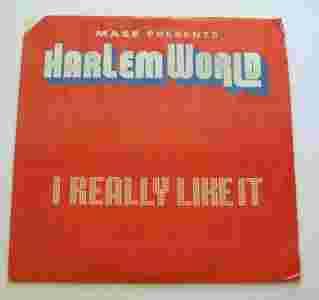 MASE PRESENTS
HARLEM WORLD
I REALLY LIKE IT